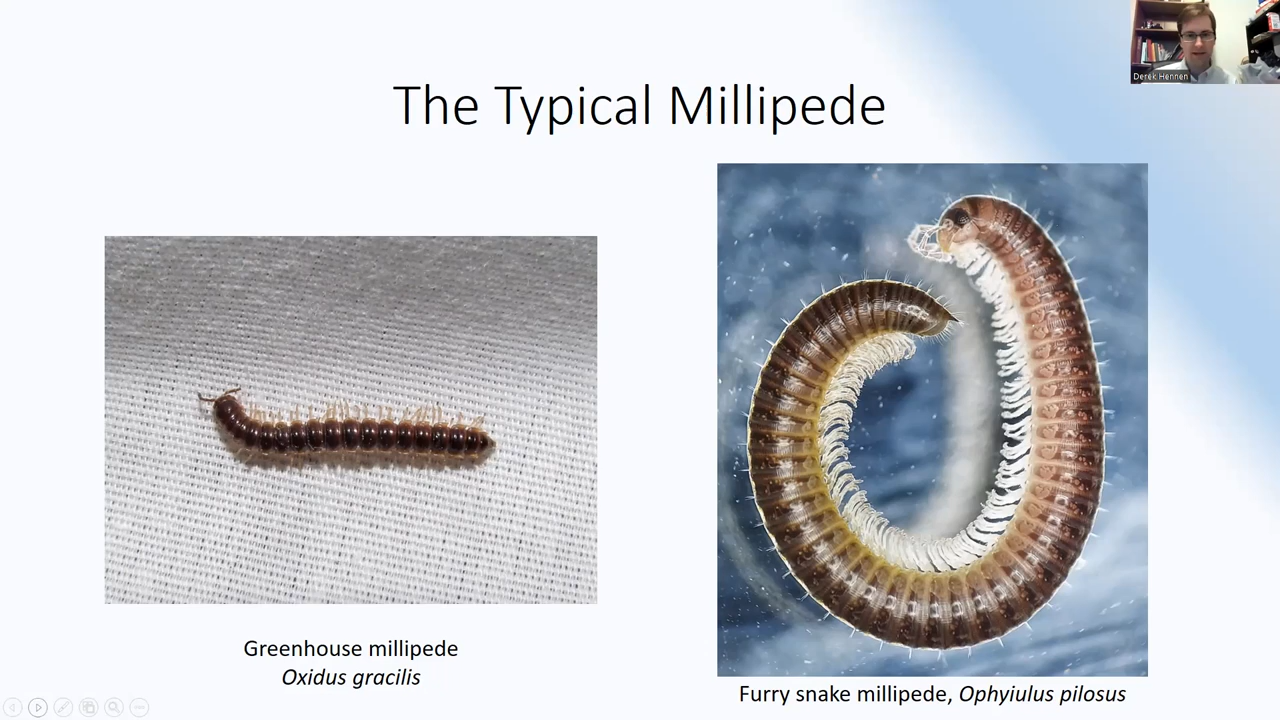 Derek Hennen
The Typical Millipede
Greenhouse millipede
Oxidus gracilis
Furry snake millipede, Ophyiulus pilosus